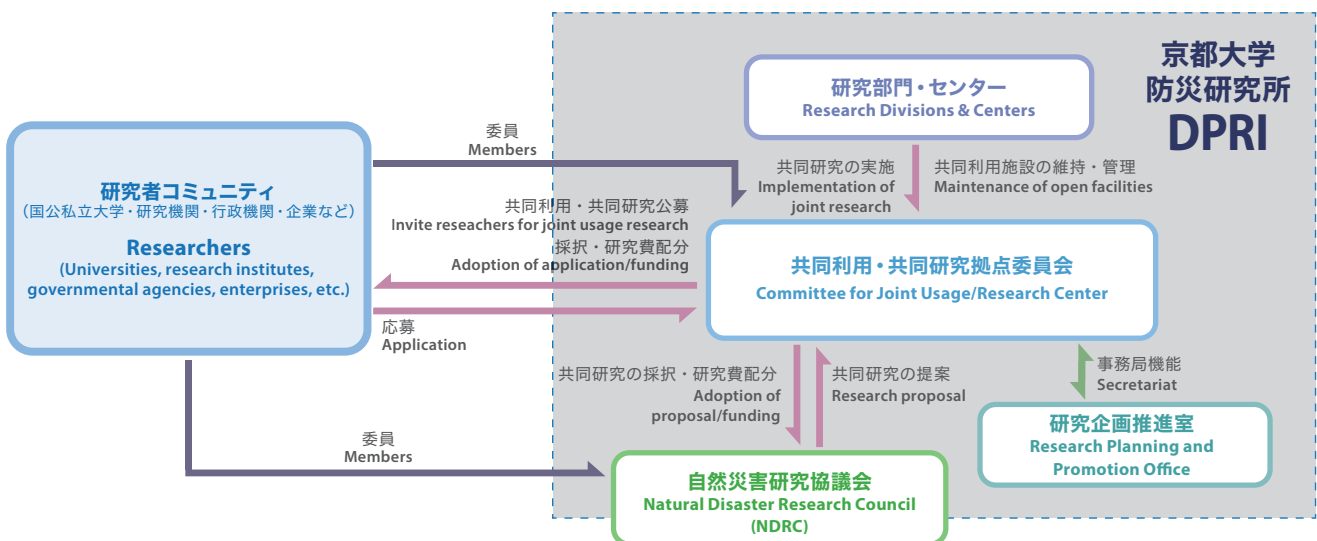 京都大学
防災研究所
DPRI
研究部門・センター
Research Divisions & Centers
委員
Members
共同研究の実施
Implementation of
joint research
共同利用施設の維持・管理
Maintenance of open facilities
研究者コミュニティ
（国公私立大学・研究機関・行政機関・企業など）
Researchers
(Universities, research institutes,
governmental agencies, enterprises, etc.)
共同利用・共同研究公募
Invite reseachers for joint usage research
採択・研究費配分
Adoption of application/funding
共同利用・共同研究拠点委員会
Committee for Joint Usage/Research Center
応募
Application
共同研究の採択・研究費配分
Adoption of
proposal/funding
共同研究の提案
Research proposal
事務局機能
Secretariat
研究企画推進室
Research Planning and
Promotion Office
委員
Members
自然災害研究協議会
Natural Disaster Research Council
(NDRC)